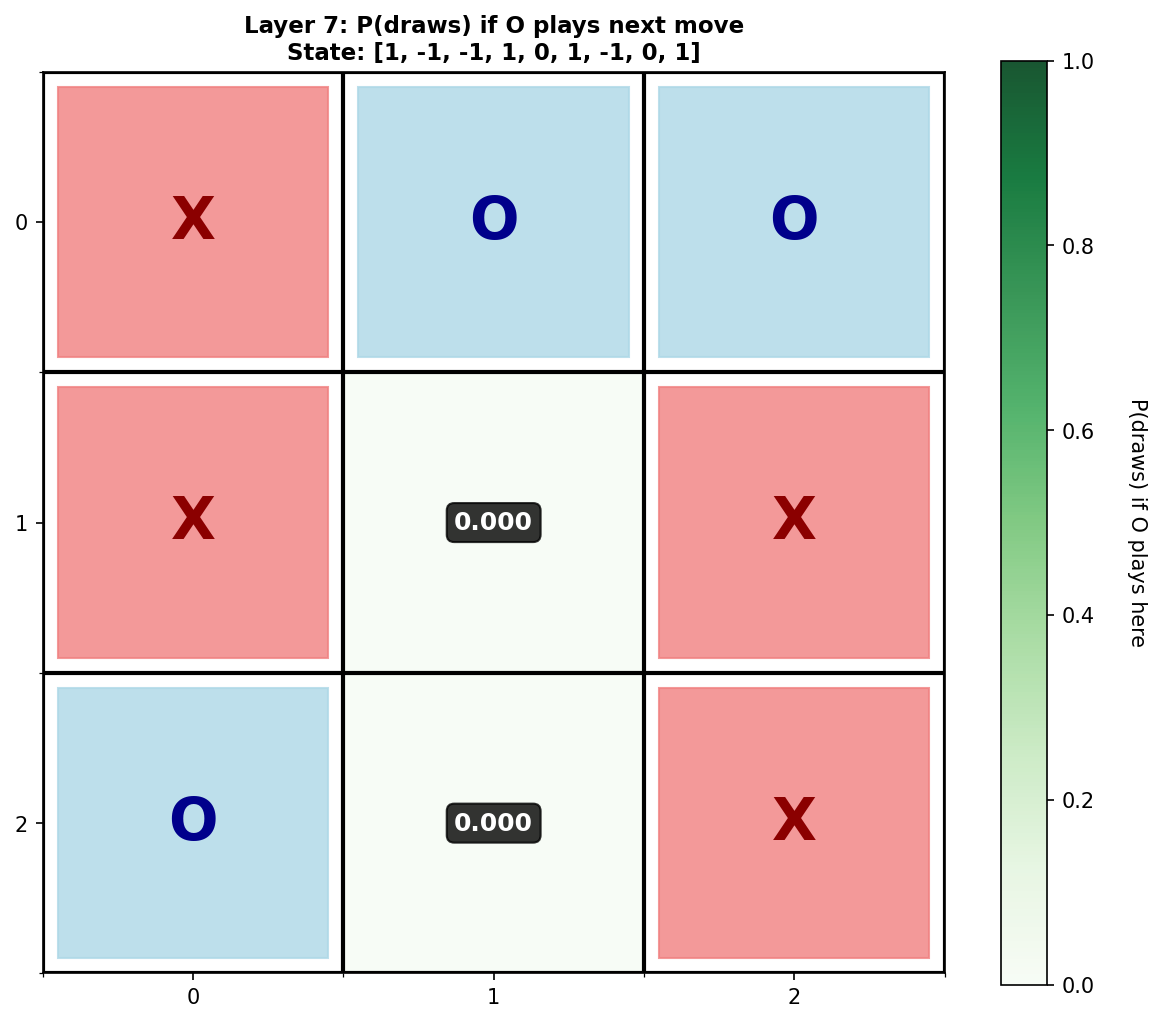 Layer 7: P(draws) if O plays next move
State: [1, -1, -1, 1, 0, 1, -1, 0, 1]
X O O
0
X 0.000 X
1
O 0.000 X
2
0 1 2
1.0
0.8
0.6
0.4
0.2
0.0
P(draws) if O plays here